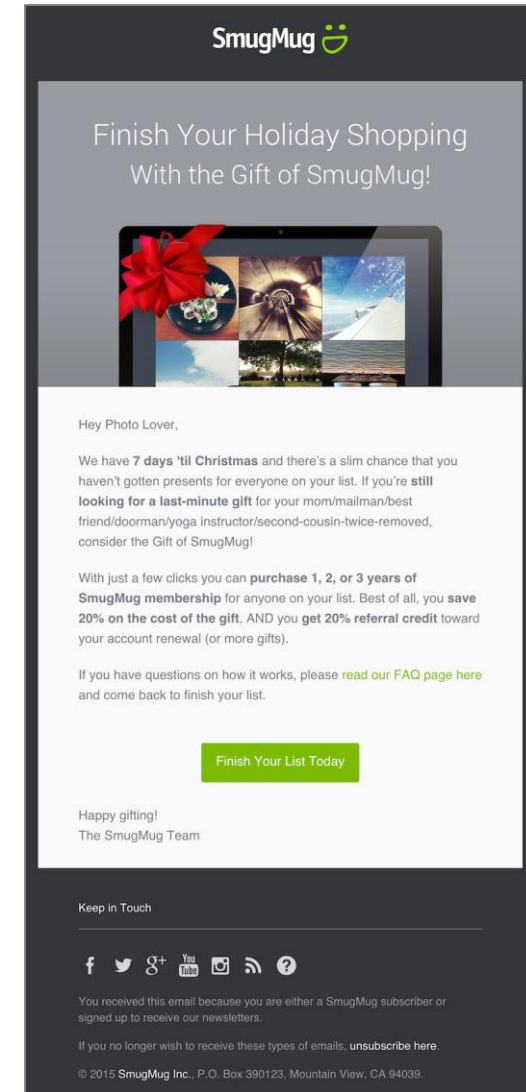 SmugMug
Finish Your Holiday Shopping
With the Gift of SmugMug!
Hey Photo Lover,
We have 7 days 'til Christmas and there's a slim chance that you
haven't gotten presents for everyone on your list. If you're still
looking for a last-minute gift for your mom/mailman/best
friend/doorman/yoga instructor/second-cousin-twice-removed,
consider the Gift of SmugMug!
With just a few clicks you can purchase 1, 2, or 3 years of
SmugMug membership for anyone on your list. Best of all, you save
20% on the cost of the gift, AND you get 20% referral credit toward
your account renewal (or more gifts).
If you have questions on how it works, please read our FAQ page here
and come back to finish your list.
Finish Your List Today
Happy gifting!
The SmugMug Team
Keep in Touch
f g+ You Tube ?
You received this email because you are either a SmugMug subscriber or
signed up to receive our newsletters.
If you no longer wish to receive these types of emails, unsubscribe here.
© 2015 SmugMug Inc., P.O. Box 390123, Mountain View, CA 94039.